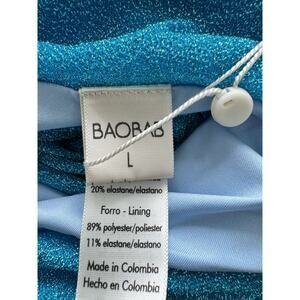 BAOBAB
L
20% elastane/elastano
Forro - Lining
89% polyester/poliester
11% elastane/elastano
Made in Colombia
Hecho en Colombia